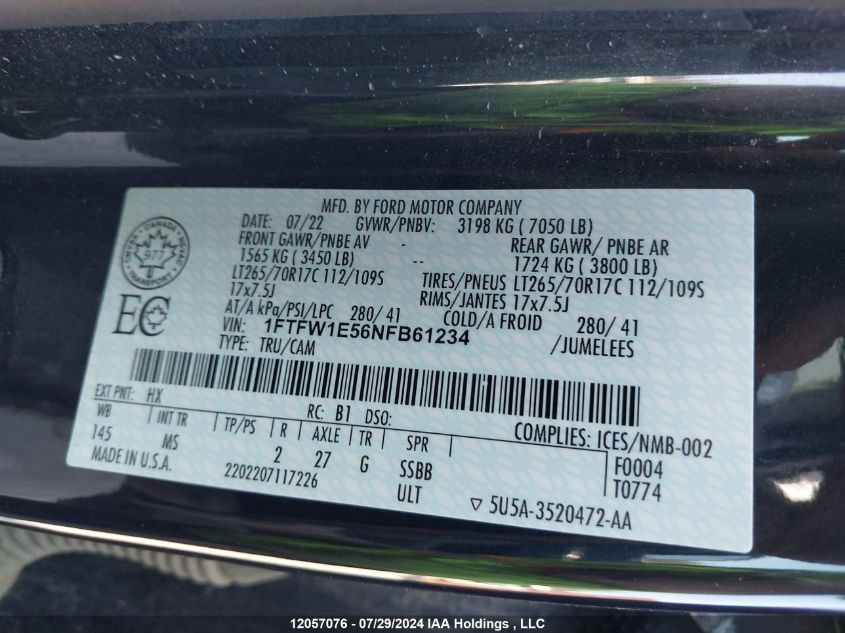 MFD. BY FORD MOTOR COMPANY
DATE: 07/22 GVWR/PNBV: 3198 KG ( 7050 LB)
FRONT GAWR/PNBE AV - REAR GAWR/ PNBE AR
1565 KG ( 3450 LB) -- 1724 KG ( 3800 LB)
LT265/70R17C 112/109S TIRES/PNEUS LT265/70R17C 112/109S
17x7.5J RIMS/JANTES 17x7.5J
AT/A kPa/PSI/LPC 280/ 41 COLD/A FROID 280/ 41
VIN: 1FTFW1E56NFB61234 /JUMELEES
TYPE: TRU/CAM
CANADA
TRANSPORT
977
EC
EXT PNT: HX RC: B1 DSO: COMPLIES: ICES/NMB-002
WB INT TR TP/PS R AXLE TR SPR F0004
145 MS 2 27 G SSBB T0774
MADE IN U.S.A. 2202207117226 ULT ▽ 5U5A-3520472-AA
12057076 - 07/29/2024 IAA Holdings , LLC